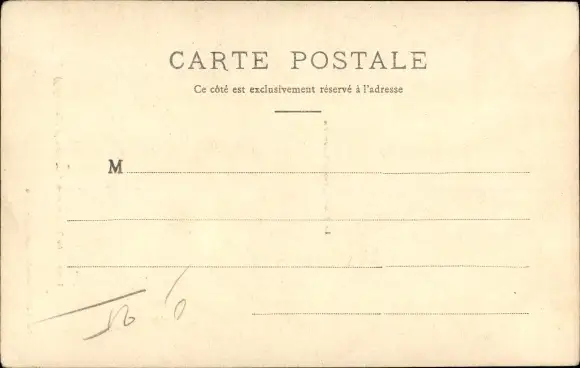 CARTE POSTALE
Ce côté est exclusivement réservé à l'adresse
M